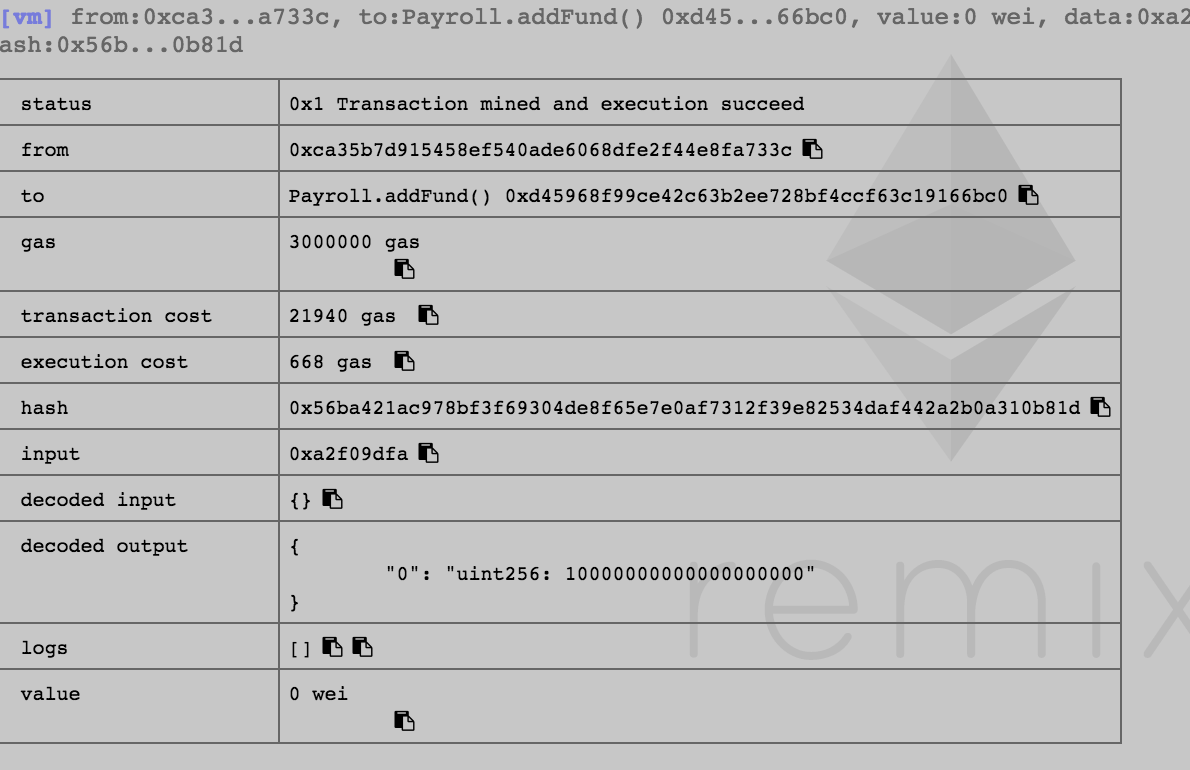 [vm] from:0xca3...a733c, to:Payroll.addFund() 0xd45...66bc0, value:0 wei, data:0xa2
ash:0x56b...0b81d
status 0x1 Transaction mined and execution succeed
from 0xca35b7d915458ef540ade6068dfe2f44e8fa733c
to Payroll.addFund() 0xd45968f99ce42c63b2ee728bf4ccf63c19166bc0
gas 3000000 gas
transaction cost 21940 gas
execution cost 668 gas
hash 0x56ba421ac978bf3f69304de8f65e7e0af7312f39e82534daf442a2b0a310b81d
input 0xa2f09dfa
decoded input {}
decoded output {
"0": "uint256: 10000000000000000000"
}
logs []
value 0 wei
remix